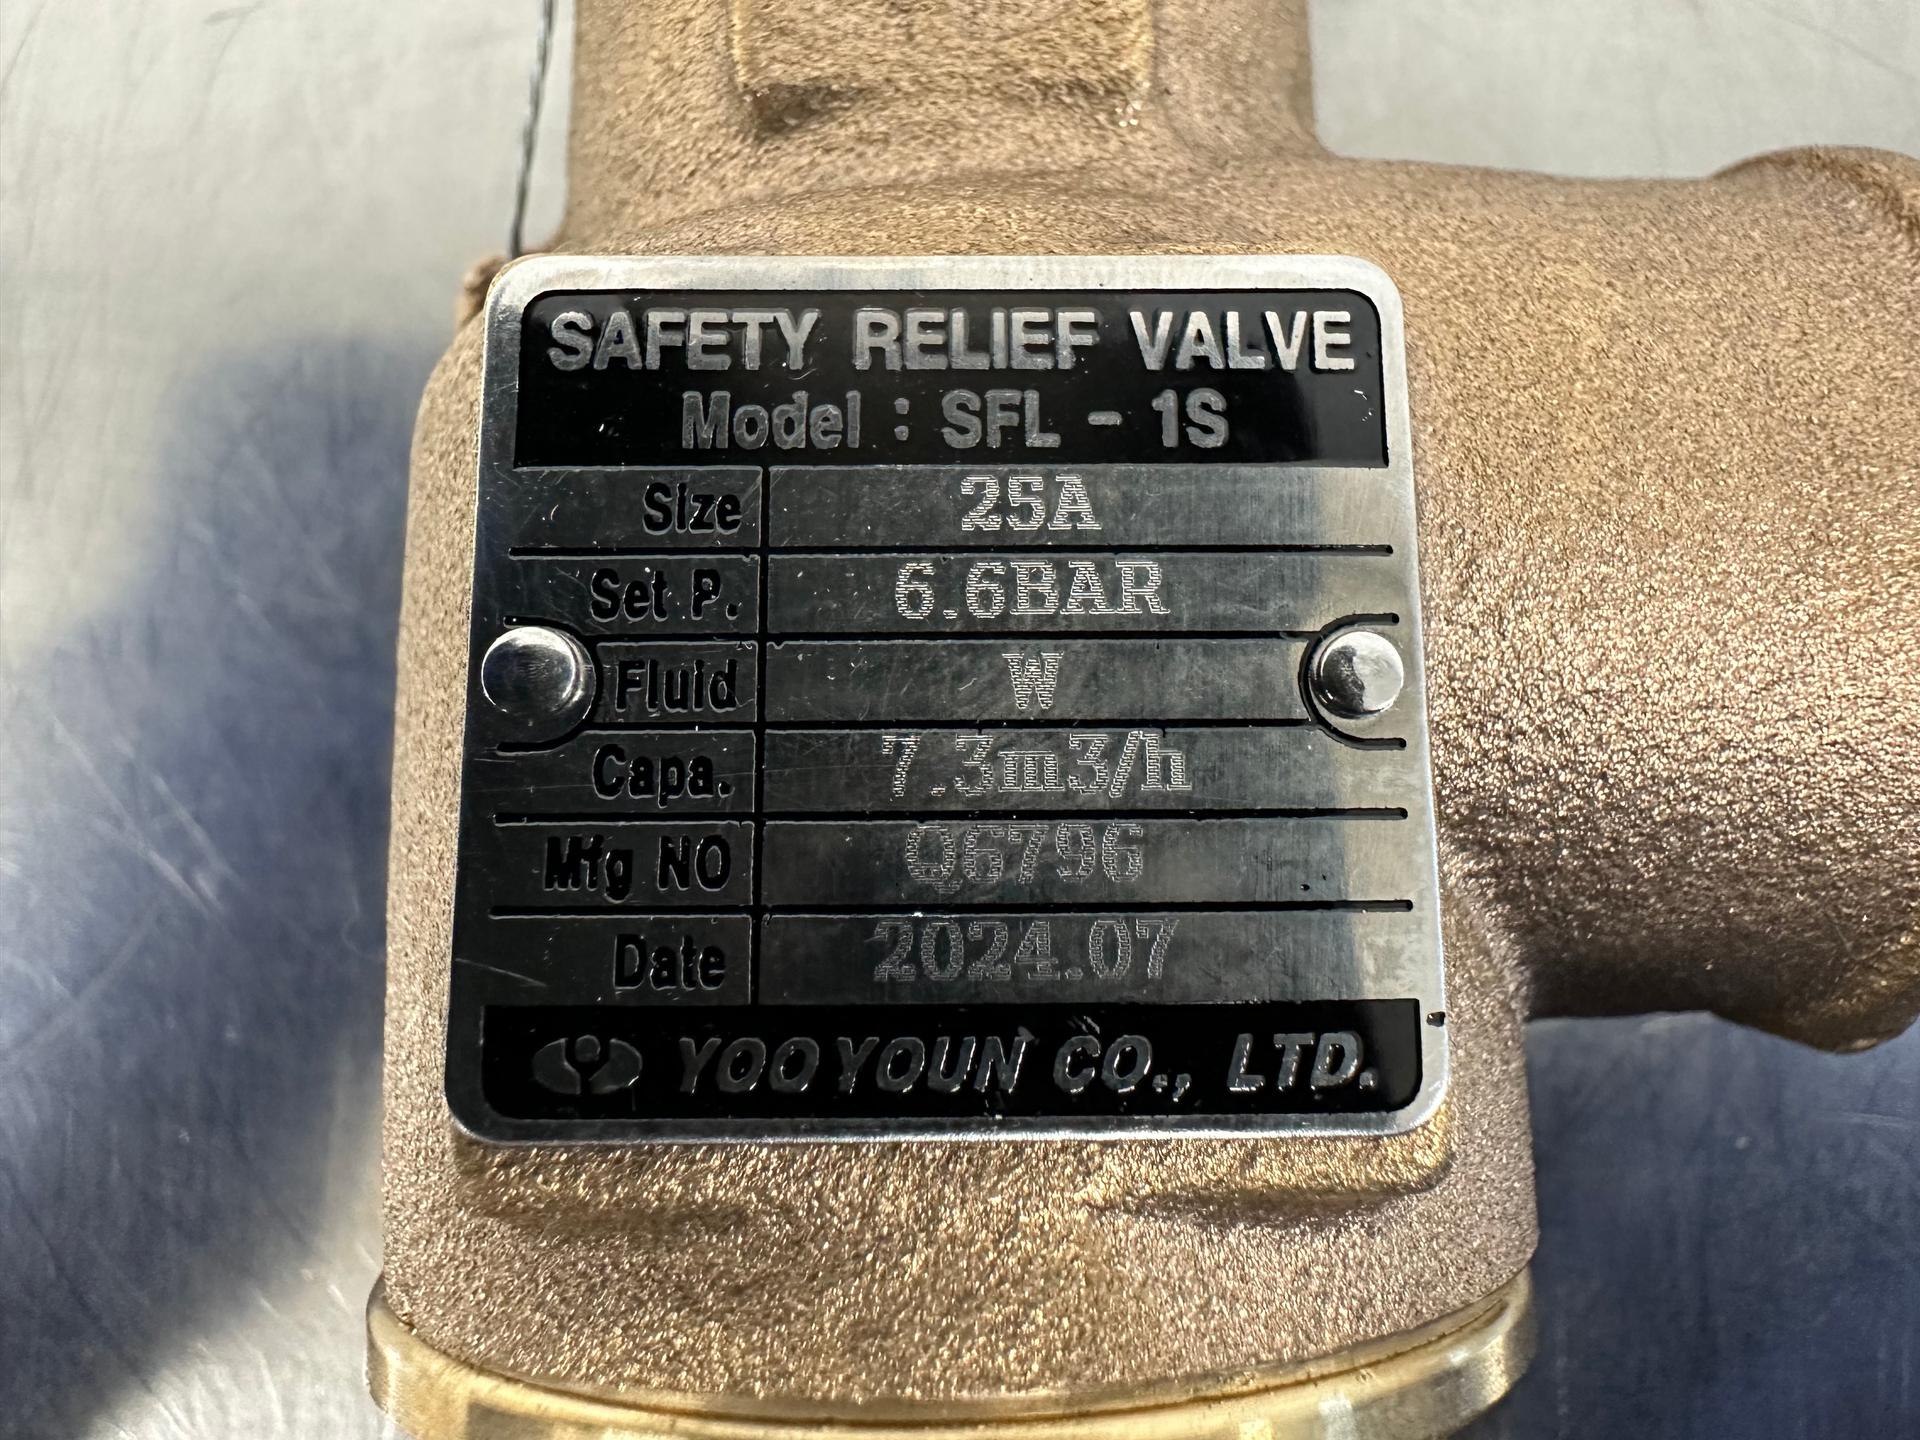 SAFETY RELIEF VALVE
Model : SFL - 1S
Size 25A
Set P. 6.6BAR
Fluid W
Capa. 7.3m3/h
Mfg NO Q6796
Date 2024.07
YOO YOUN CO., LTD.